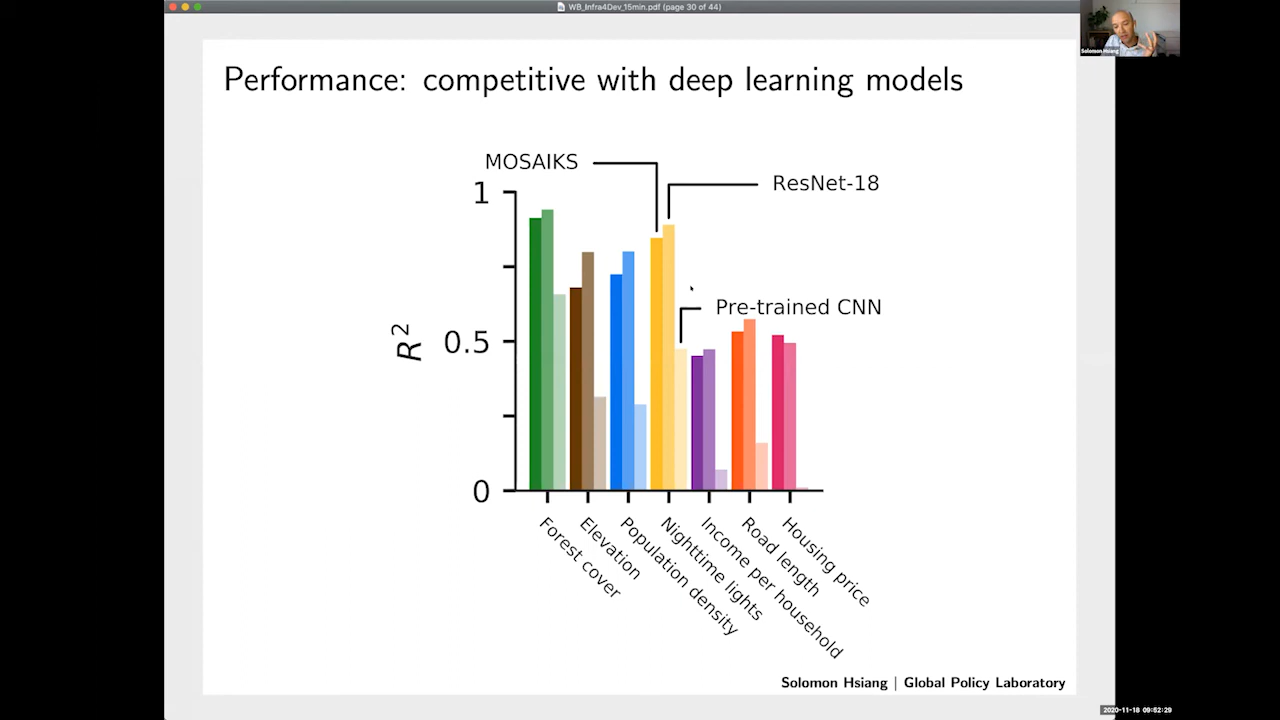 WB_Infra4Dev_15min.pdf (page 30 of 44)
Solomon Hsiang
Performance: competitive with deep learning models
MOSAIKS
ResNet-18
Pre-trained CNN
R²
1
0.5
0
Forest cover
Elevation
Population density
Nighttime lights
Income per household
Road length
Housing price
Solomon Hsiang | Global Policy Laboratory
2020-11-18 09:52:29